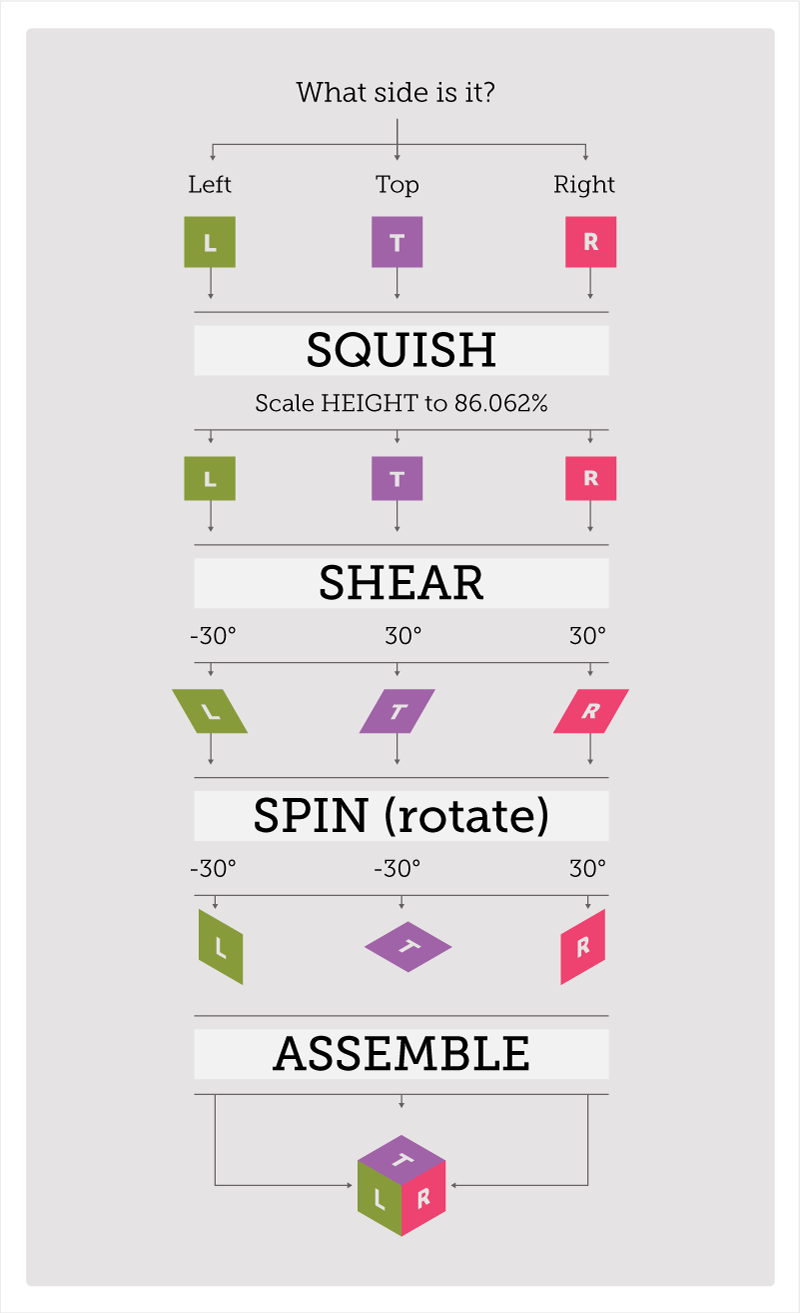 What side is it?
Left Top Right
L T R
SQUISH
Scale HEIGHT to 86.062%
L T R
SHEAR
-30° 30° 30°
L T R
SPIN (rotate)
-30° -30° 30°
L T R
ASSEMBLE
T
L R